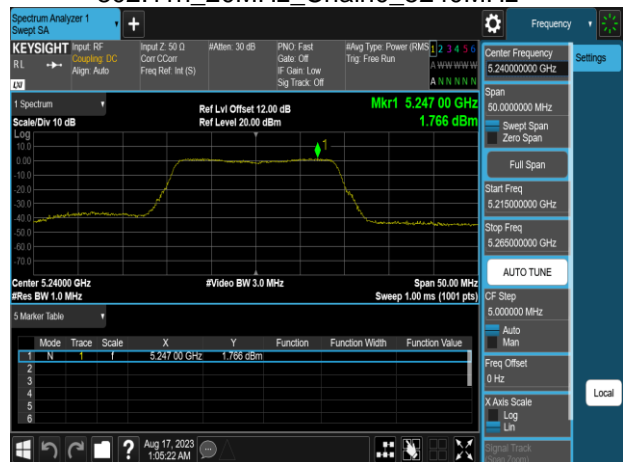 Spectrum Analyzer 1
Swept SA
+
Frequency
KEYSIGHT
RL
LXI
Input: RF
Coupling: DC
Align: Auto
Input Z: 50 Ω
Corr CCorr
Freq Ref: Int (S)
#Atten: 30 dB
PNO: Fast
Gate: Off
IF Gain: Low
Sig Track: Off
#Avg Type: Power (RMS
Trig: Free Run
1 2 3 4 5 6
A W W W W W
A N N N N N
Center Frequency
5.240000000 GHz
Settings
Span
50.0000000 MHz
Swept Span
Zero Span
Full Span
Start Freq
5.215000000 GHz
Stop Freq
5.265000000 GHz
AUTO TUNE
CF Step
5.000000 MHz
Auto
Man
Freq Offset
0 Hz
X Axis Scale
Log
Lin
Signal Track
(Span Zoom)
Local
1 Spectrum
Scale/Div 10 dB
Log
Ref Lvl Offset 12.00 dB
Ref Level 20.00 dBm
Mkr1 5.247 00 GHz
1.766 dBm
10.0
0.00
-10.0
-20.0
-30.0
-40.0
-50.0
-60.0
-70.0
1
Center 5.24000 GHz
#Res BW 1.0 MHz
#Video BW 3.0 MHz
Span 50.00 MHz
Sweep 1.00 ms (1001 pts)
5 Marker Table
Mode Trace Scale X Y Function Function Width Function Value
1 N 1 f 5.247 00 GHz 1.766 dBm
2
3
4
5
6
?
Aug 17, 2023
1:05:22 AM